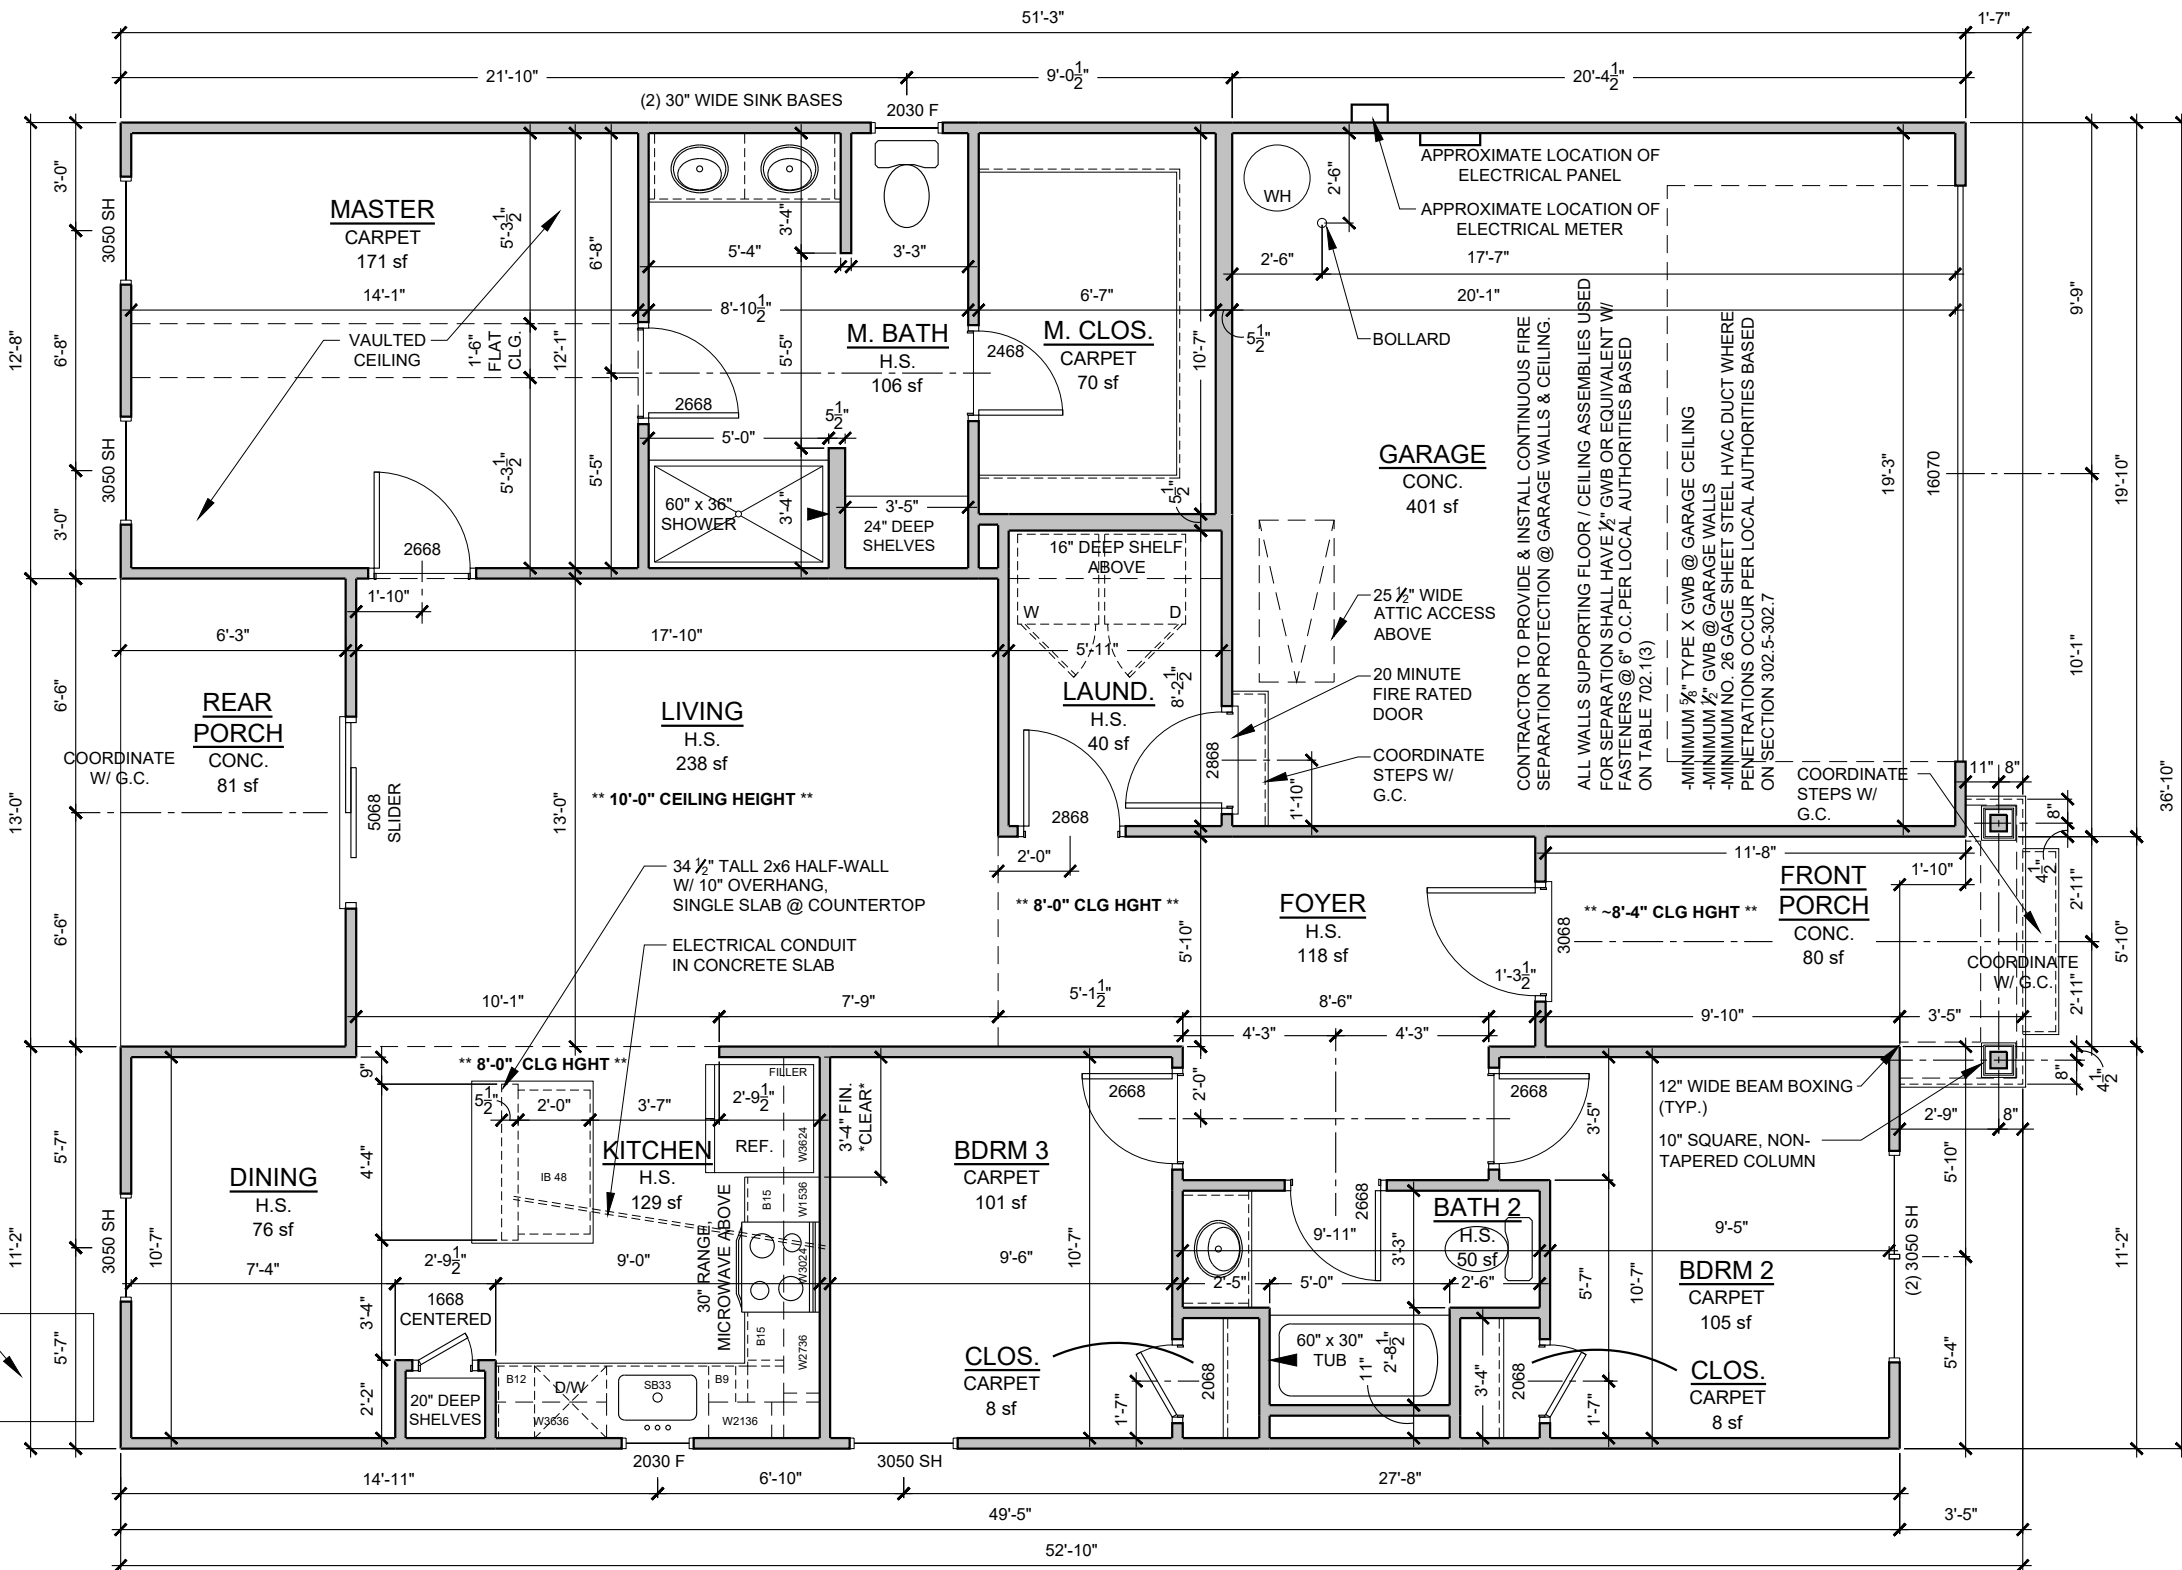 51'-3"
1'-7"
21'-10"
9'-0 1/2"
20'-4 1/2"
(2) 30" WIDE SINK BASES
2030 F
3'-0"
3050 SH
MASTER
CARPET
171 sf
5'-3 1/2"
6'-8"
3'-4"
5'-4"
3'-3"
WH
2'-6"
APPROXIMATE LOCATION OF
ELECTRICAL PANEL
APPROXIMATE LOCATION OF
ELECTRICAL METER
2'-6"
17'-7"
14'-1"
8'-10 1/2"
6'-7"
20'-1"
12'-8"
6'-8"
VAULTED
CEILING
1'-6"
FLAT
CLG.
12'-1"
5'-5"
M. BATH
H.S.
106 sf
2468
M. CLOS.
CARPET
70 sf
10'-7"
5 1/2"
BOLLARD
9'-9"
2668
5'-0"
5 1/2"
3050 SH
5'-3 1/2"
5'-5"
3'-0"
60" x 36"
SHOWER
3'-4"
3'-5"
24" DEEP
SHELVES
5 1/2"
GARAGE
CONC.
401 sf
CONTRACTOR TO PROVIDE & INSTALL CONTINUOUS FIRE
SEPARATION PROTECTION @ GARAGE WALLS & CEILING.
ALL WALLS SUPPORTING FLOOR / CEILING ASSEMBLIES USED
FOR SEPARATION SHALL HAVE 1/2" GWB OR EQUIVALENT W/
FASTENERS @ 6" O.C.PER LOCAL AUTHORITIES BASED
ON TABLE 702.1(3)
-MINIMUM 5/8" TYPE X GWB @ GARAGE CEILING
-MINIMUM 1/2" GWB @ GARAGE WALLS
-MINIMUM NO. 26 GAGE SHEET STEEL HVAC DUCT WHERE
PENETRATIONS OCCUR PER LOCAL AUTHORITIES BASED
ON SECTION 302.5-302.7
19'-3"
16070
19'-10"
2668
1'-10"
16" DEEP SHELF
ABOVE
W
D
25 1/2" WIDE
ATTIC ACCESS
ABOVE
6'-3"
17'-10"
5'-11"
10'-1"
6'-6"
REAR
PORCH
CONC.
81 sf
COORDINATE
W/ G.C.
LIVING
H.S.
238 sf
** 10'-0" CEILING HEIGHT **
LAUND.
H.S.
40 sf
8'-2 1/2"
20 MINUTE
FIRE RATED
DOOR
2868
COORDINATE
STEPS W/
G.C.
1'-10"
COORDINATE
STEPS W/
G.C.
11"
8"
36'-10"
13'-0"
5068
SLIDER
13'-0"
2868
2'-0"
8"
4 1/2"
11'-8"
1'-10"
2'-11"
34 1/2" TALL 2x6 HALF-WALL
W/ 10" OVERHANG,
SINGLE SLAB @ COUNTERTOP
** 8'-0" CLG HGHT **
FOYER
H.S.
118 sf
5'-10"
** ~8'-4" CLG HGHT **
FRONT
PORCH
CONC.
80 sf
3068
5'-10"
6'-6"
ELECTRICAL CONDUIT
IN CONCRETE SLAB
1'-3 1/2"
COORDINATE
W/ G.C.
2'-11"
10'-1"
7'-9"
5'-1 1/2"
8'-6"
9'-10"
3'-5"
4'-3"
4'-3"
9"
** 8'-0" CLG HGHT **
FILLER
3'-4" FIN.
*CLEAR*
2668
2'-0"
2668
3'-5"
12" WIDE BEAM BOXING
(TYP.)
8"
4 1/2"
2'-9"
8"
5 1/2"
2'-0"
3'-7"
2'-9 1/2"
REF.
W3624
10" SQUARE, NON-
TAPERED COLUMN
5'-10"
5'-7"
4'-4"
IB 48
KITCHEN
H.S.
129 sf
DINING
H.S.
76 sf
BDRM 3
CARPET
101 sf
B15
W1536
30" RANGE,
MICROWAVE ABOVE
W3024
2668
BATH 2
H.S.
50 sf
3050 SH
10'-7"
7'-4"
2'-9 1/2"
9'-0"
9'-6"
10'-7"
9'-11"
3'-3"
9'-5"
11'-2"
2'-5"
5'-0"
2'-6"
5'-7"
10'-7"
BDRM 2
CARPET
105 sf
(2) 3050 SH
11'-2"
1668
CENTERED
3'-4"
B15
W2736
5'-7"
5'-4"
CLOS.
CARPET
8 sf
2068
1'-7"
60" x 30"
TUB
11"
2'-8 1/2"
3'-4"
2068
1'-7"
CLOS.
CARPET
8 sf
2'-2"
20" DEEP
SHELVES
B12
D/W
SB33
B9
W3636
W2136
2030 F
3050 SH
14'-11"
6'-10"
27'-8"
49'-5"
3'-5"
52'-10"